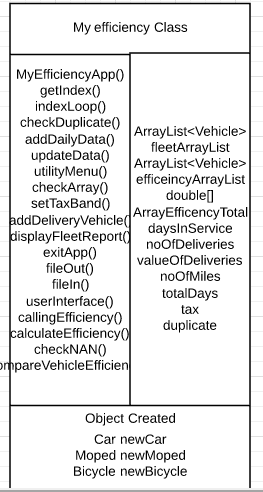 My efficiency Class
MyEfficiencyApp()
getIndex()
indexLoop()
checkDuplicate()
addDailyData()
updateData()
utilityMenu()
checkArray()
setTaxBand()
addDeliveryVehicle()
displayFleetReport()
exitApp()
fileOut()
fileIn()
userInterface()
callingEfficiency()
calculateEfficiency()
checkNAN()
ompareVehicleEfficien
ArrayList<Vehicle>
fleetArrayList
ArrayList<Vehicle>
efficeincyArrayList
double[]
ArrayEfficencyTotal
daysInService
noOfDeliveries
valueOfDeliveries
noOfMiles
totalDays
tax
duplicate
Object Created
Car newCar
Moped newMoped
Bicycle newBicycle